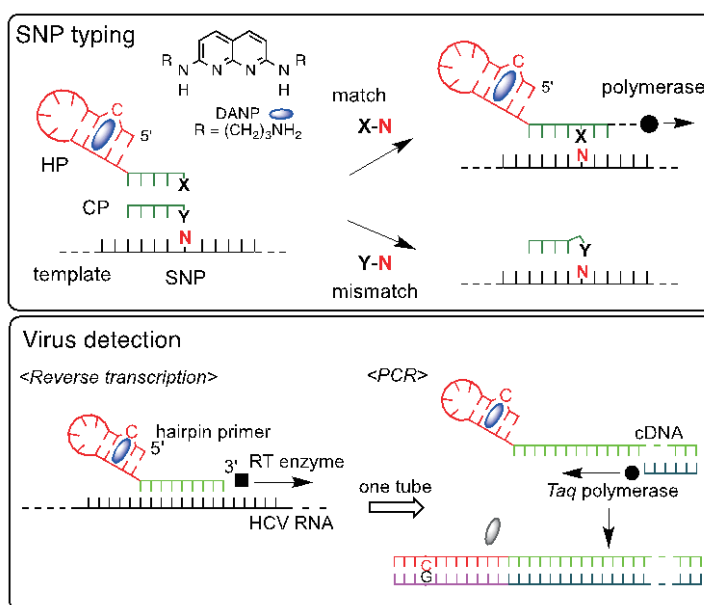 SNP typing
R
N
H
N
N
N
H
R
DANP
R = (CH2)3NH2
C
5'
HP
X
CP
Y
N
template
SNP
match
X-N
Y-N
mismatch
C
5'
polymerase
X
N
Y
N
Virus detection
<Reverse transcription>
C
5'
hairpin primer
3'
RT enzyme
HCV RNA
one tube
<PCR>
C
cDNA
Taq polymerase
C
G